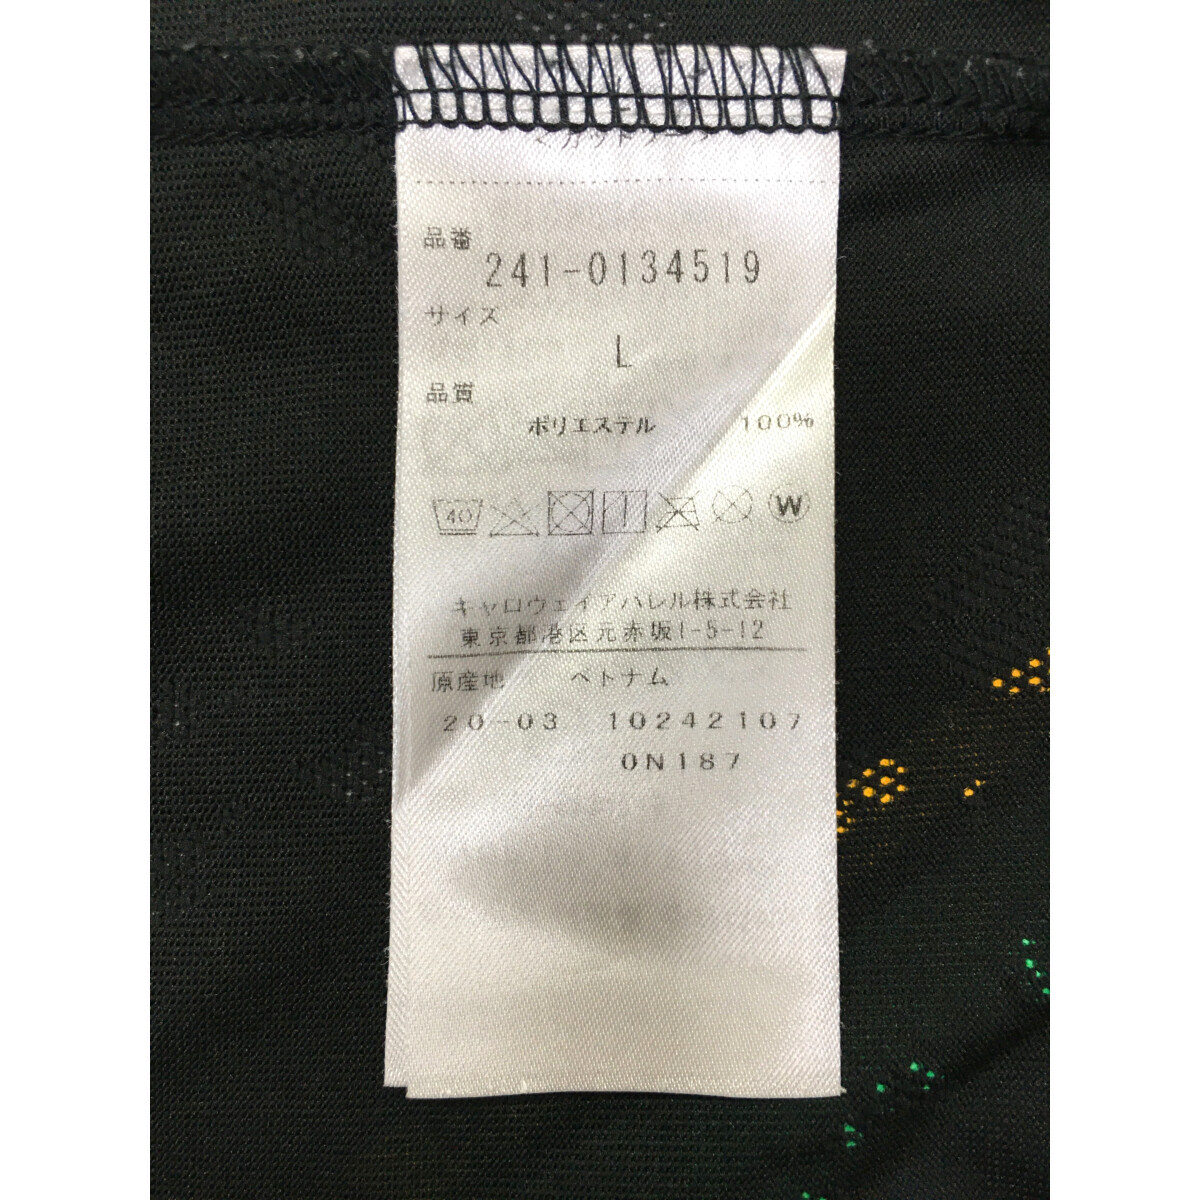 品番
241-0134519
サイズ
L
品質
ポリエステル 100%
40 W
キャロウェイアパレル株式会社
東京都港区元赤坂1-5-12
原産地 ベトナム
20-03 10242107
0N187